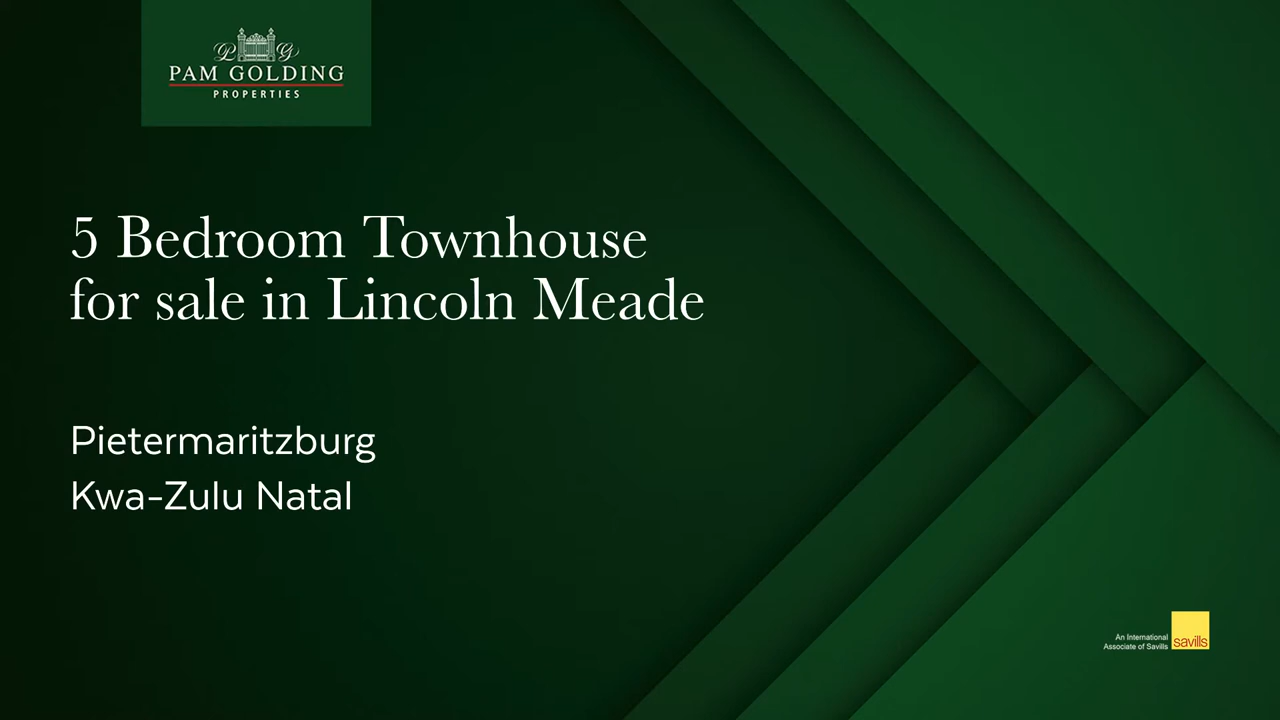 PG
PAM GOLDING
PROPERTIES
5 Bedroom Townhouse
for sale in Lincoln Meade
Pietermaritzburg
Kwa-Zulu Natal
An International
Associate of Savills
savills